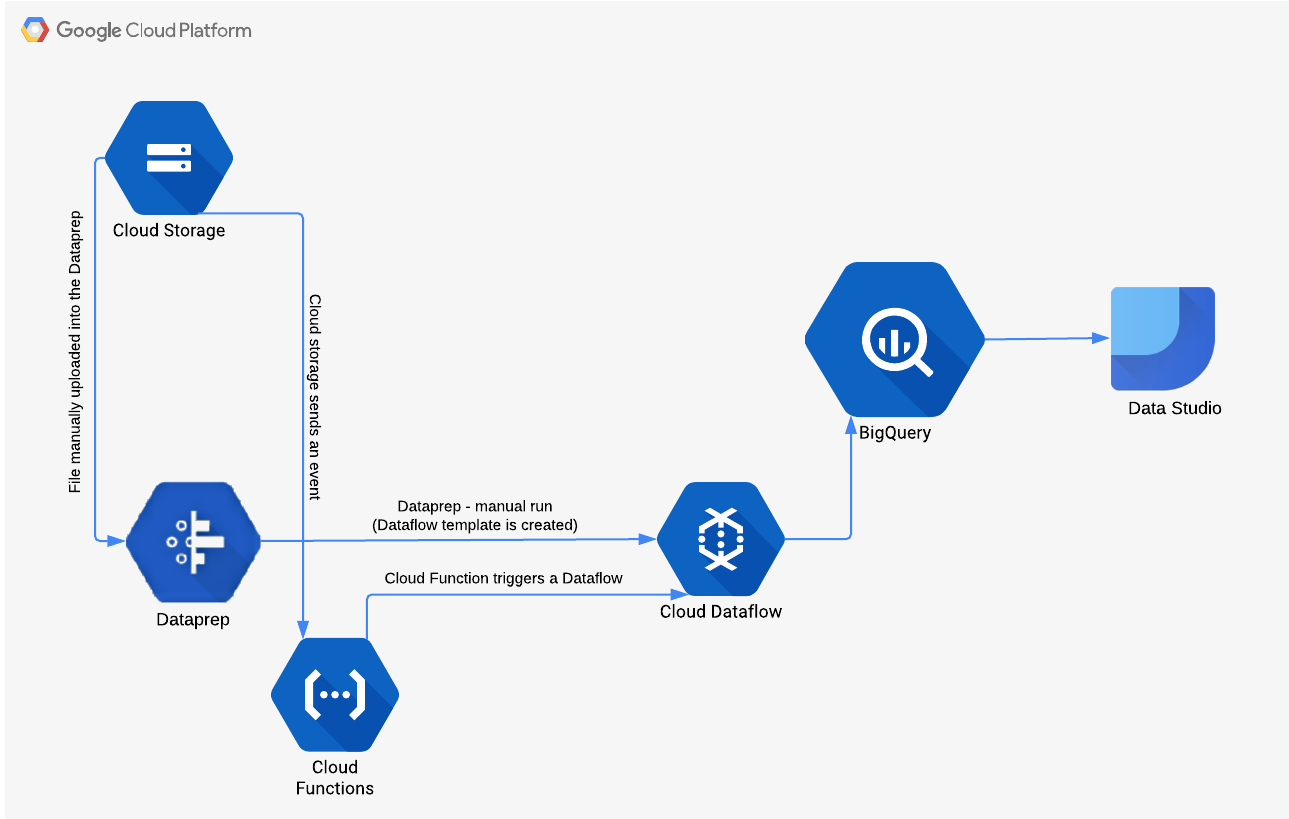 Google Cloud Platform
Cloud Storage
File manually uploaded into the Dataprep
Cloud storage sends an event
BigQuery
Data Studio
Dataprep - manual run
(Dataflow template is created)
Cloud Function triggers a Dataflow
Cloud Dataflow
Dataprep
Cloud
Functions